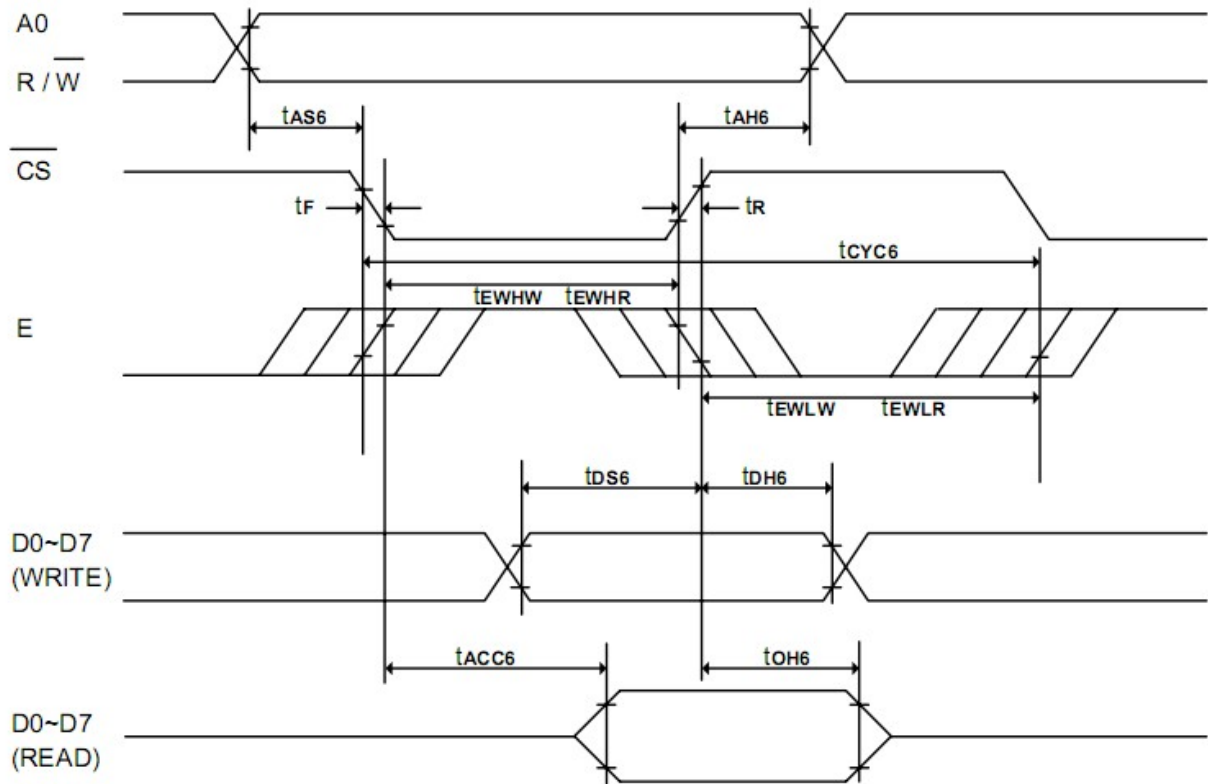 A0
R / W
tAS6
tAH6
CS
tF
tR
tCYC6
tEWHW tEWHR
E
tEWLW tEWLR
tDS6
tDH6
D0~D7
(WRITE)
tACC6
tOH6
D0~D7
(READ)